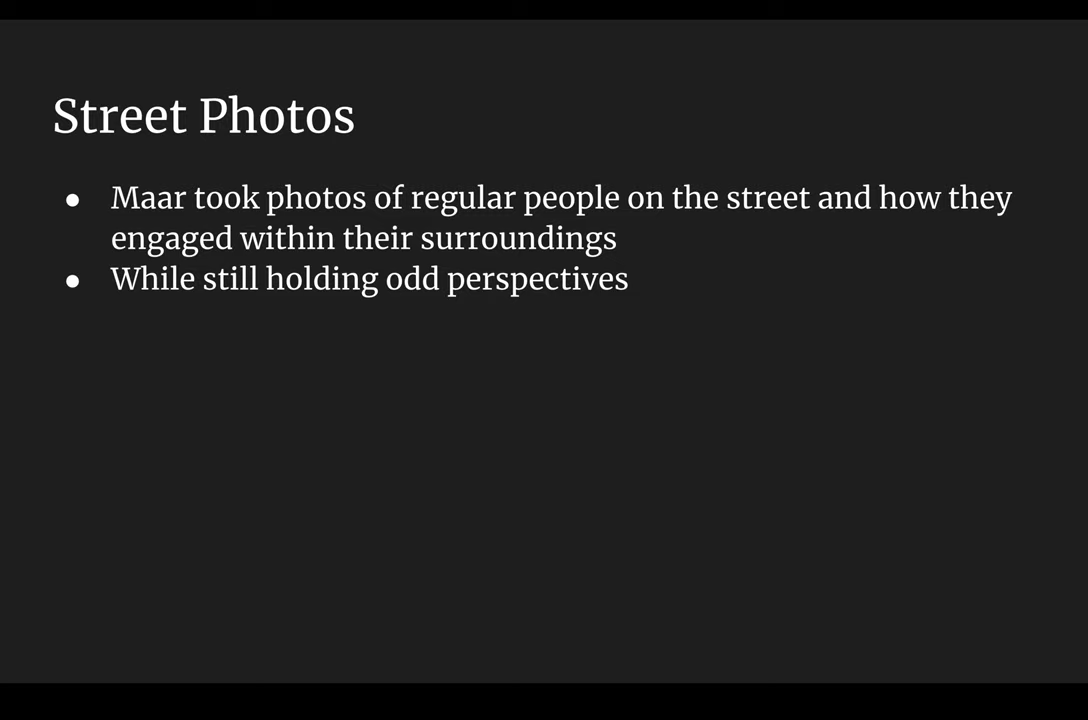 Street Photos
● Maar took photos of regular people on the street and how they
engaged within their surroundings
● While still holding odd perspectives